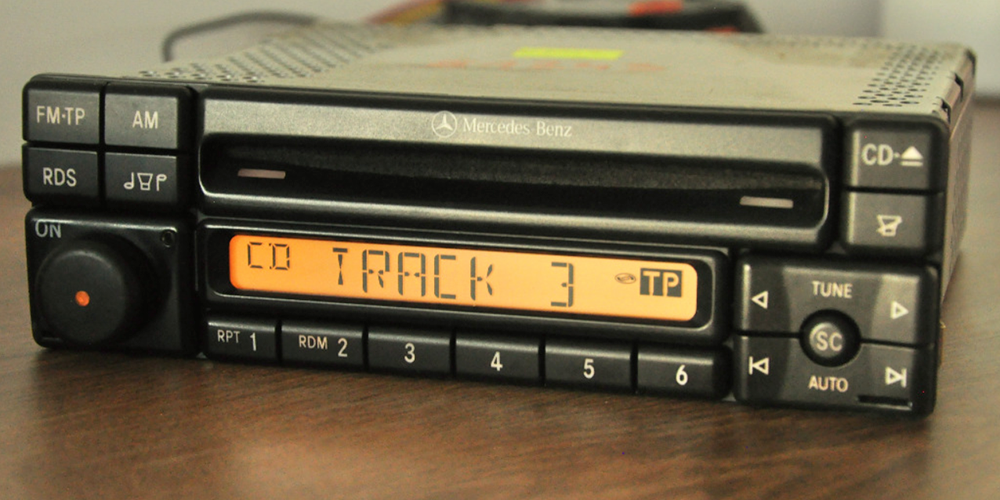 FM·TP AM
Mercedes Benz
CD-
RDS
ON
CD TRACK 3 TP
TUNE
SC
AUTO
RPT 1 RDM 2 3 4 5 6